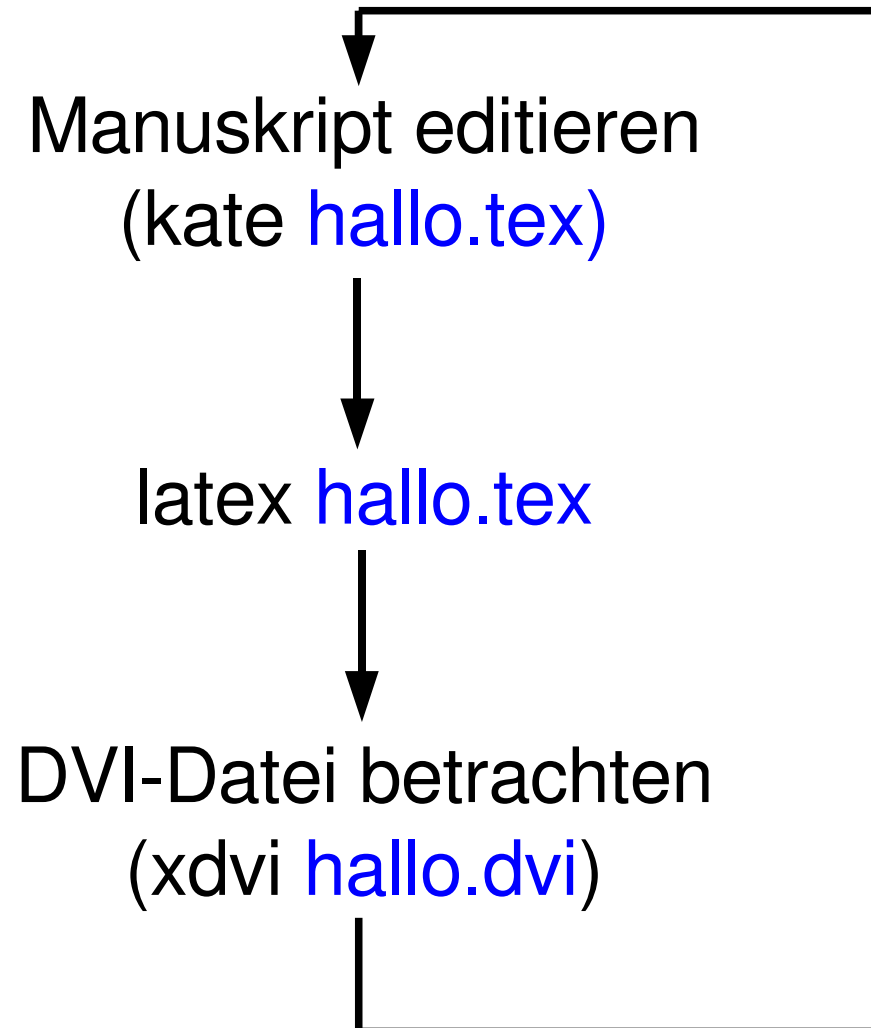 Manuskript editieren
(kate hallo.tex)
latex hallo.tex
DVI-Datei betrachten
(xdvi hallo.dvi)